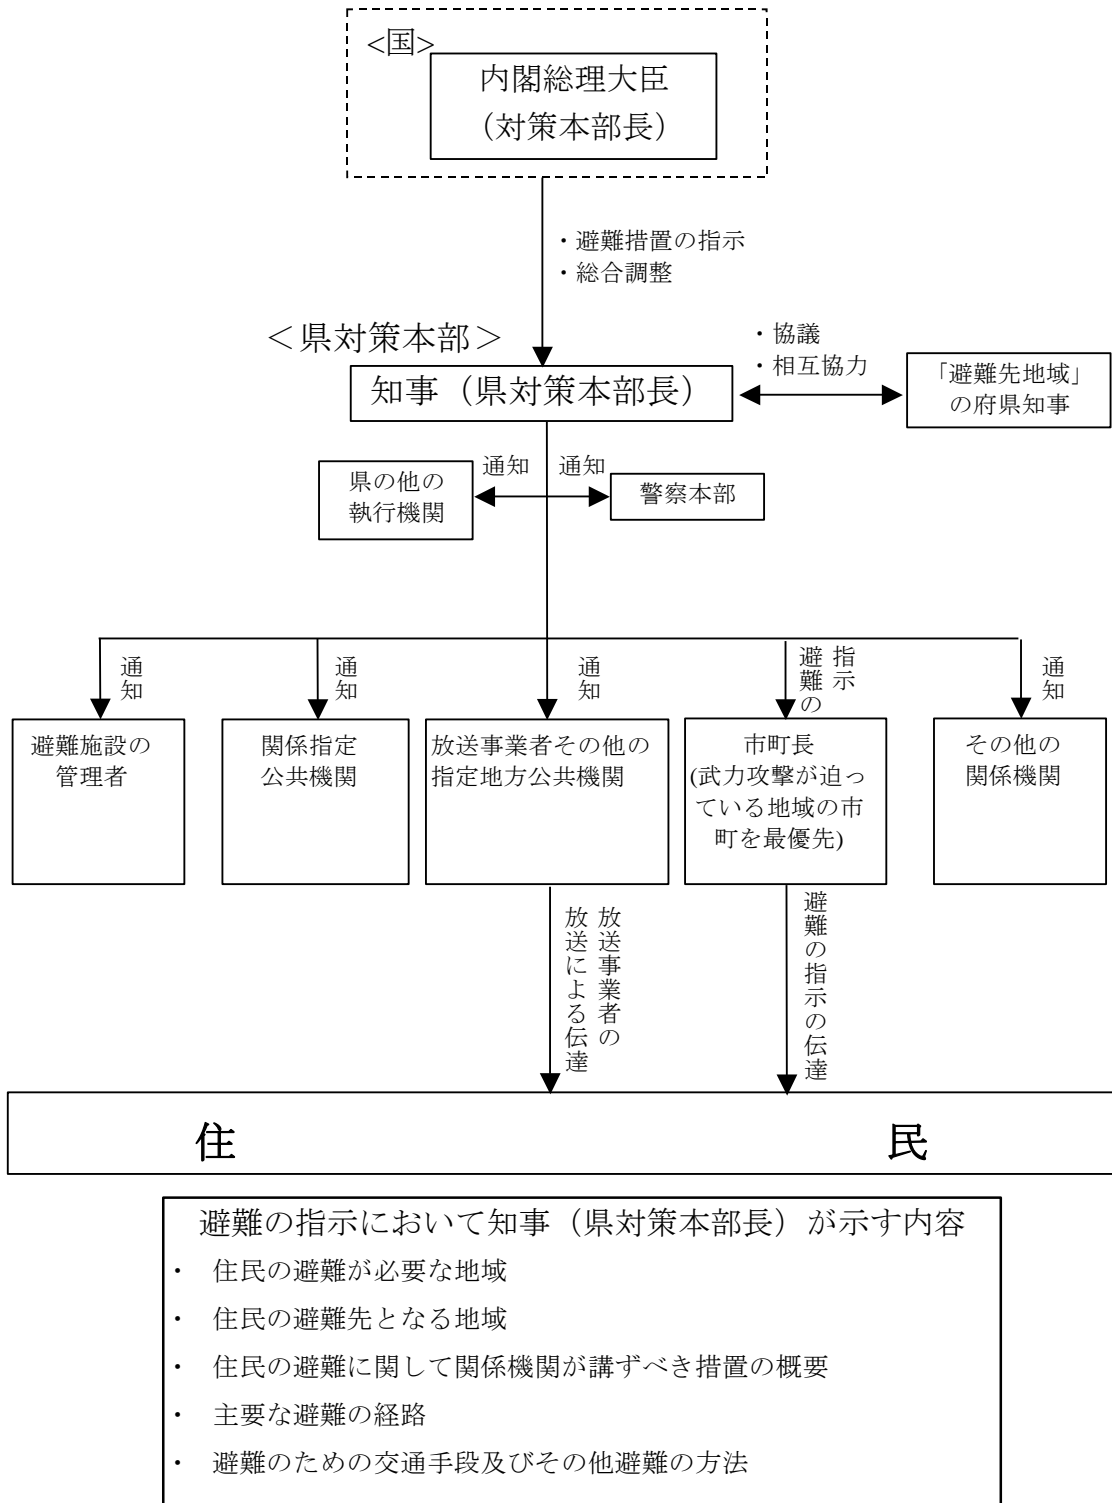 <国>
内閣総理大臣
（対策本部長）
・避難措置の指示
・総合調整
＜県対策本部＞
・協議
・相互協力
知事（県対策本部長）
「避難先地域」
の府県知事
県の他の
執行機関
通知
通知
警察本部
通知
通知
通知
避難の
指示
通知
避難施設の
管理者
関係指定
公共機関
放送事業者その他の
指定地方公共機関
市町長
(武力攻撃が迫っ
ている地域の市
町を最優先)
その他の
関係機関
放送事業者の
放送による伝達
避難の指示の伝達
住 民
避難の指示において知事（県対策本部長）が示す内容
・ 住民の避難が必要な地域
・ 住民の避難先となる地域
・ 住民の避難に関して関係機関が講ずべき措置の概要
・ 主要な避難の経路
・ 避難のための交通手段及びその他避難の方法